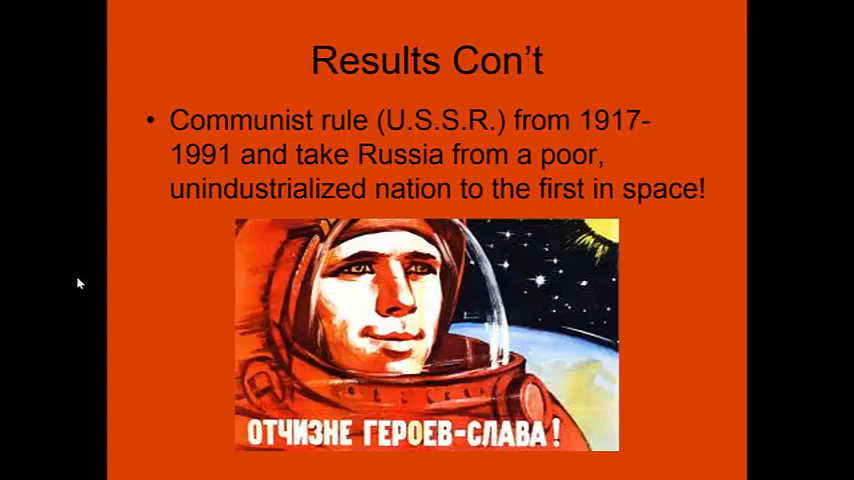 Results Con’t
• Communist rule (U.S.S.R.) from 1917-
1991 and take Russia from a poor,
unindustrialized nation to the first in space!
ОТЧИЗНЕ ГЕРОЕВ-СЛАВА!